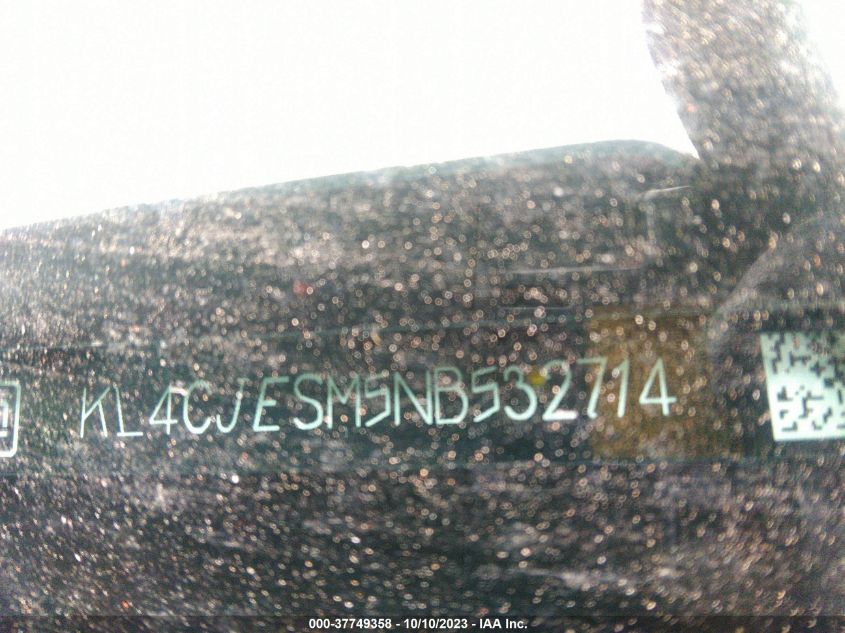 KL4CJESM5NB532714
000-37749358 - 10/10/2023 - IAA Inc.